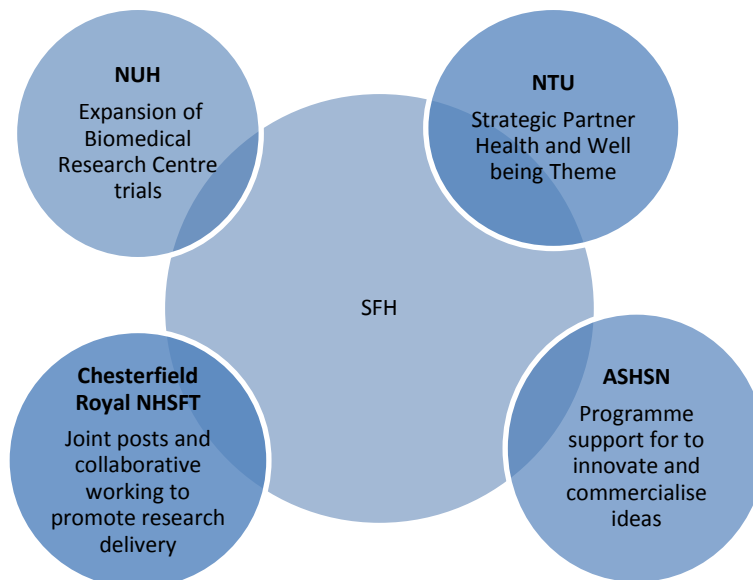 NUH
Expansion of
Biomedical
Research Centre
trials
NTU
Strategic Partner
Health and Well
being Theme
SFH
Chesterfield
Royal NHSFT
Joint posts and
collaborative
working to
promote research
delivery
ASHSN
Programme
support for to
innovate and
commercialise
ideas